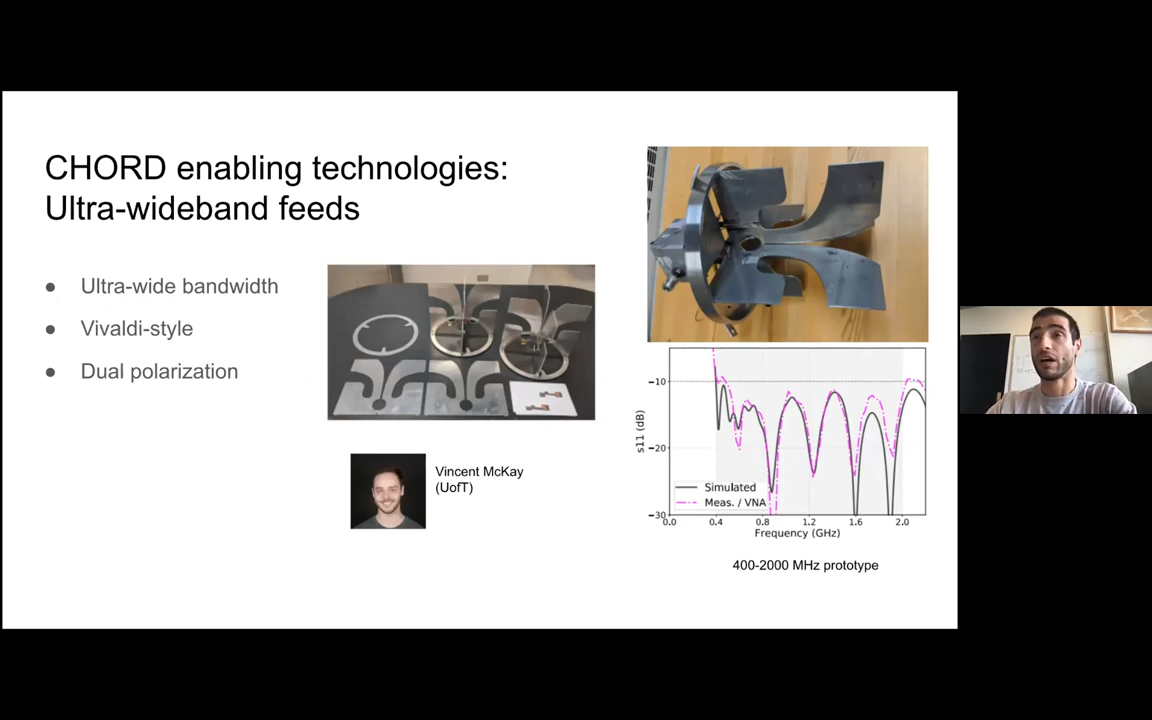 CHORD enabling technologies:
Ultra-wideband feeds
● Ultra-wide bandwidth
● Vivaldi-style
● Dual polarization
Vincent McKay
(UofT)
s11 (dB)
−10
−20
−30
Simulated
Meas. / VNA
0.0 0.4 0.8 1.2 1.6 2.0
Frequency (GHz)
400-2000 MHz prototype